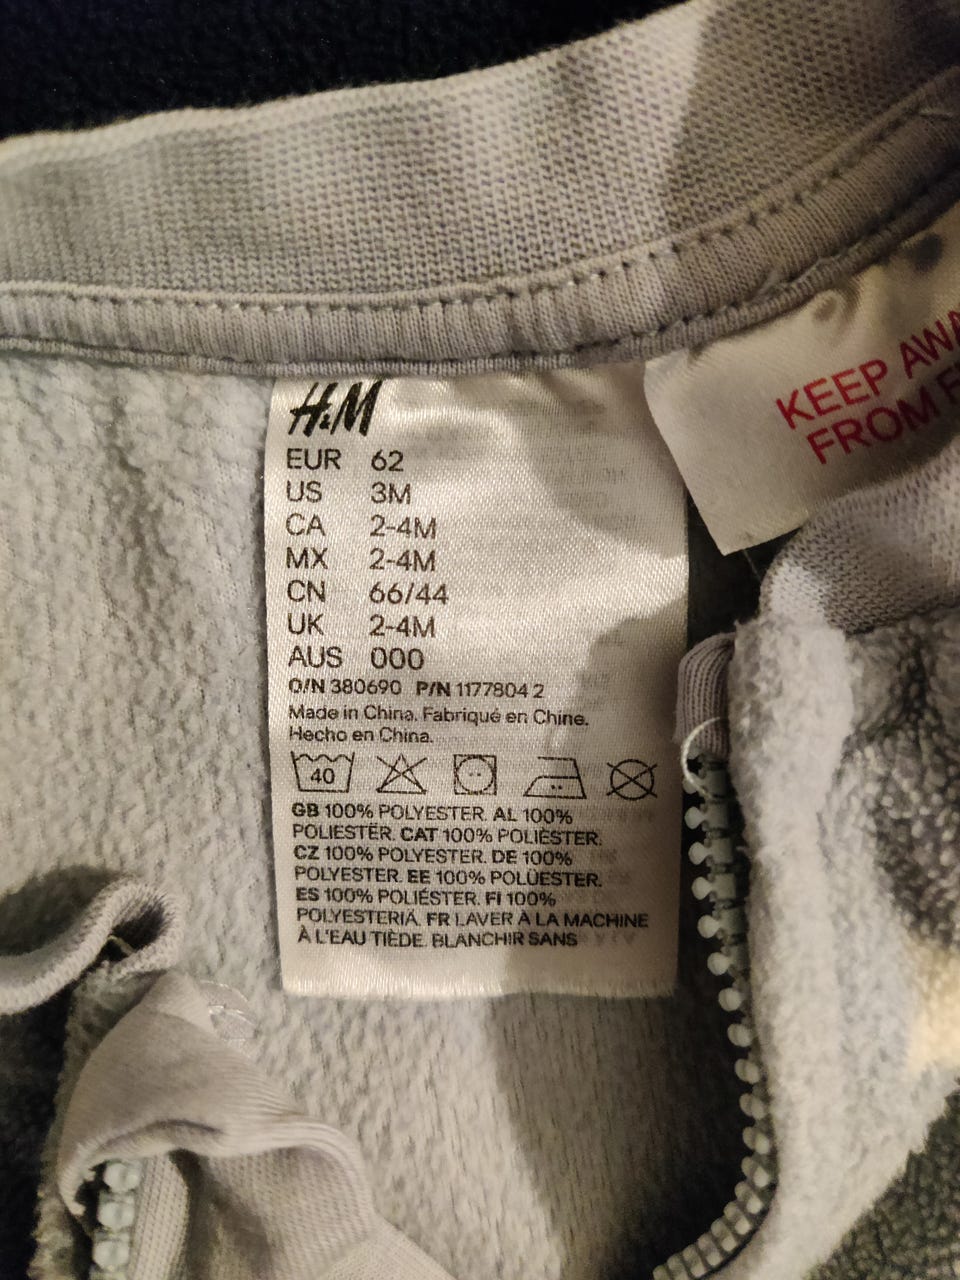 H&M
EUR 62
US 3M
CA 2-4M
MX 2-4M
CN 66/44
UK 2-4M
AUS 000
O/N 380690 P/N 1177804 2
Made in China. Fabriqué en Chine.
Hecho en China.
40
GB 100% POLYESTER. AL 100%
POLIESTËR. CAT 100% POLIÈSTER.
CZ 100% POLYESTER. DE 100%
POLYESTER. EE 100% POLÜESTER.
ES 100% POLIÉSTER. FI 100%
POLYESTERIÄ. FR LAVER À LA MACHINE
À L'EAU TIÈDE. BLANCHIR SANS
KEEP
FROM